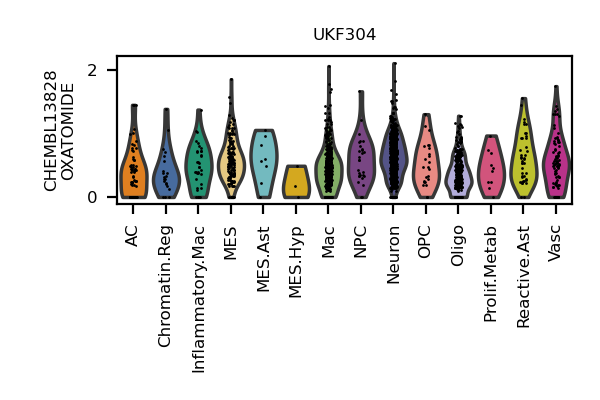 UKF304
CHEMBL13828
OXATOMIDE
2
0
AC
Chromatin.Reg
Inflammatory.Mac
MES
MES.Ast
MES.Hyp
Mac
NPC
Neuron
OPC
Oligo
Prolif.Metab
Reactive.Ast
Vasc